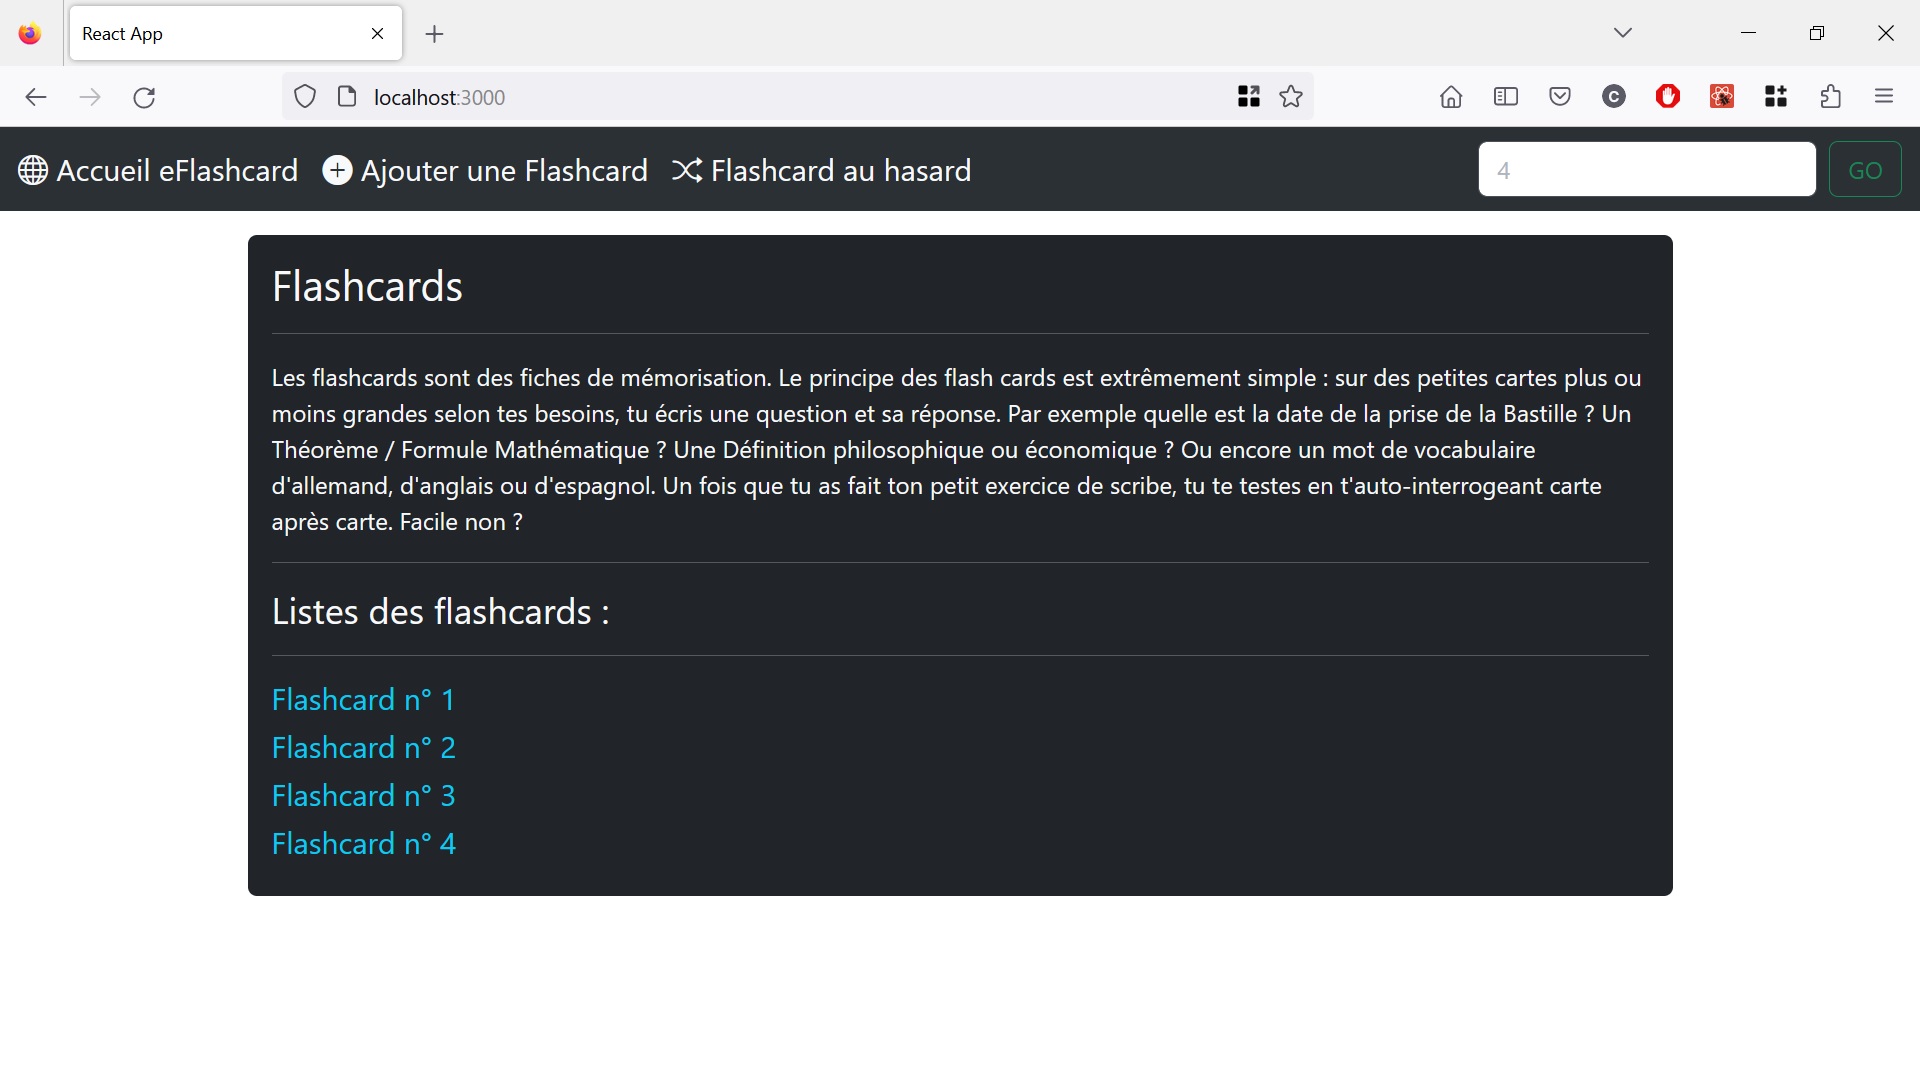 React App
localhost:3000
C
Accueil eFlashcard Ajouter une Flashcard Flashcard au hasard 4 GO
Flashcards
Les flashcards sont des fiches de mémorisation. Le principe des flash cards est extrêmement simple : sur des petites cartes plus ou
moins grandes selon tes besoins, tu écris une question et sa réponse. Par exemple quelle est la date de la prise de la Bastille ? Un
Théorème / Formule Mathématique ? Une Définition philosophique ou économique ? Ou encore un mot de vocabulaire
d'allemand, d'anglais ou d'espagnol. Un fois que tu as fait ton petit exercice de scribe, tu te testes en t'auto-interrogeant carte
après carte. Facile non ?
Listes des flashcards :
Flashcard n° 1
Flashcard n° 2
Flashcard n° 3
Flashcard n° 4